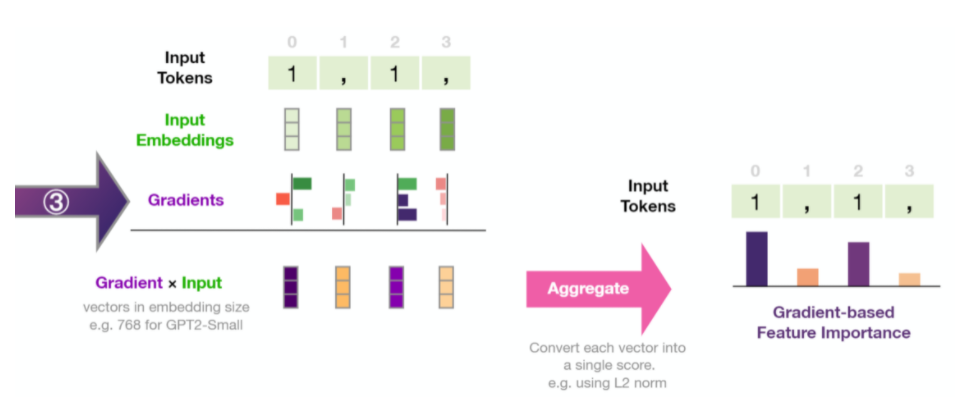 0 1 2 3
Input
Tokens
1 , 1 ,
Input
Embeddings
③
Gradients
Gradient × Input
vectors in embedding size
e.g. 768 for GPT2-Small
Aggregate
Convert each vector into
a single score.
e.g. using L2 norm
0 1 2 3
Input
Tokens
1 , 1 ,
Gradient-based
Feature Importance